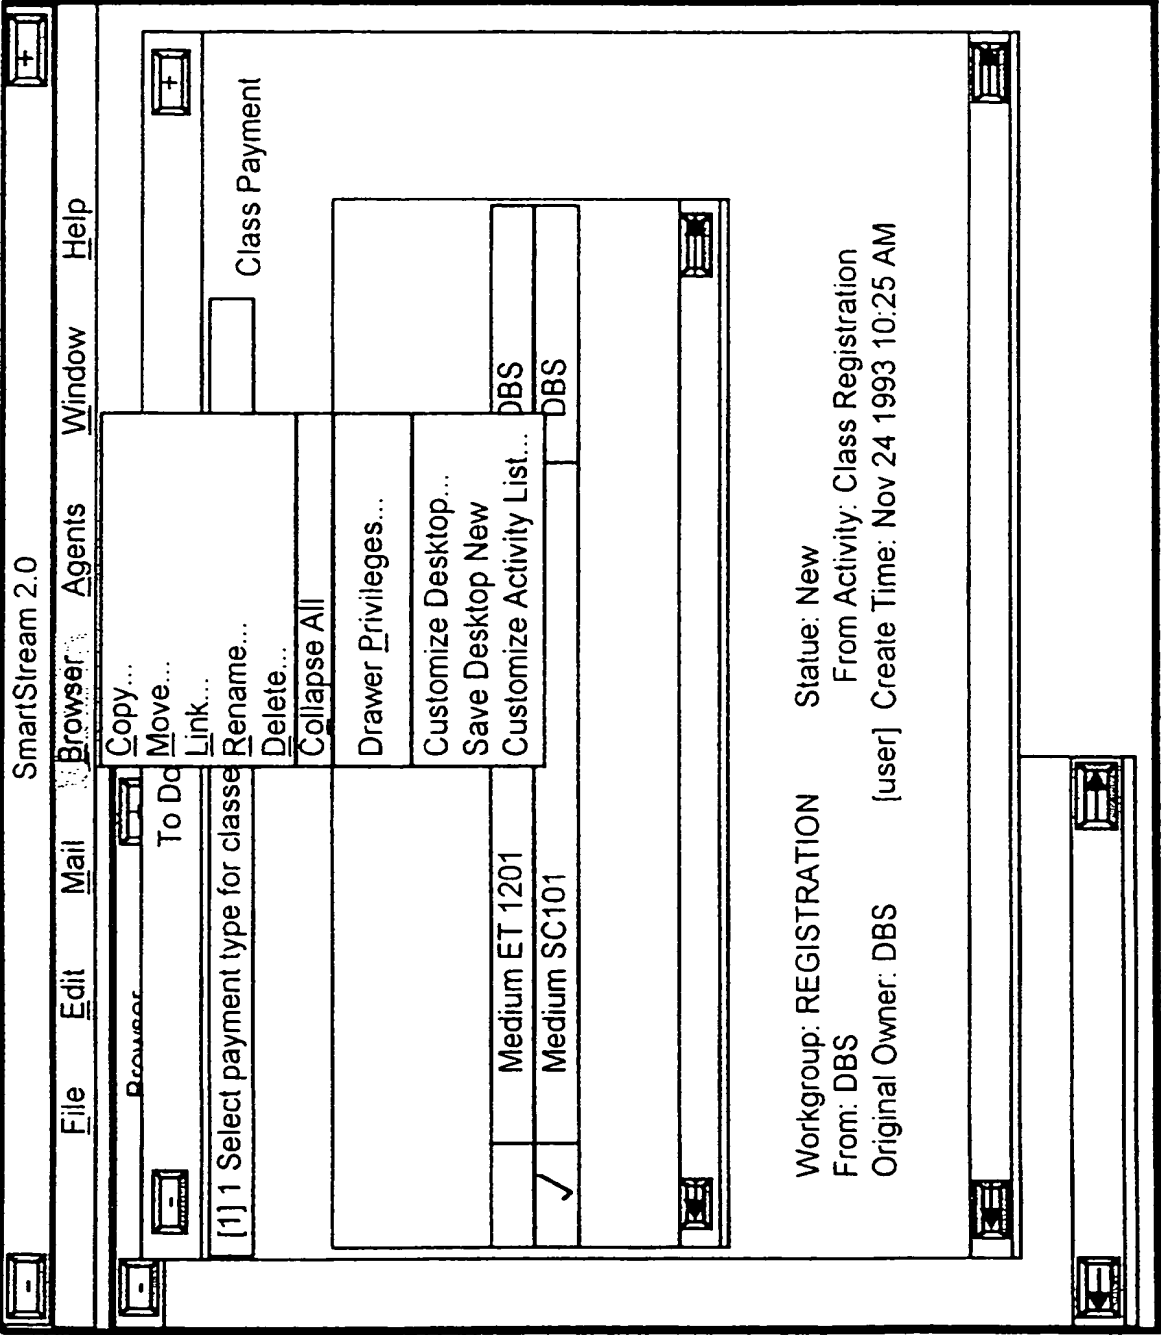 SmartStream 2.0
File Edit Mail Browser Agents Window Help
Browser
Copy...
Move...
Link...
Rename...
Delete...
Collapse All
Drawer Privileges...
Customize Desktop...
Save Desktop New
Customize Activity List...
To Do
[1] 1 Select payment type for classe
Class Payment
Medium ET 1201 DBS
Medium SC101 DBS
Workgroup: REGISTRATION Statue: New
From: DBS From Activity: Class Registration
Original Owner: DBS [user] Create Time: Nov 24 1993 10:25 AM